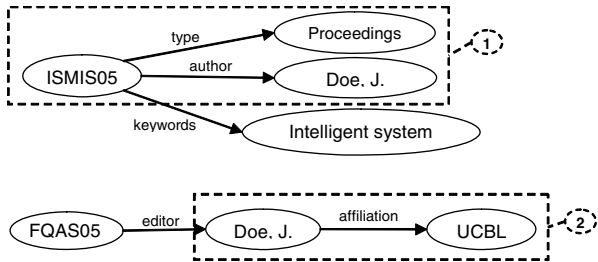 type
Proceedings
1
ISMIS05
author
Doe, J.
keywords
Intelligent system
FQAS05
editor
Doe, J.
affiliation
UCBL
2